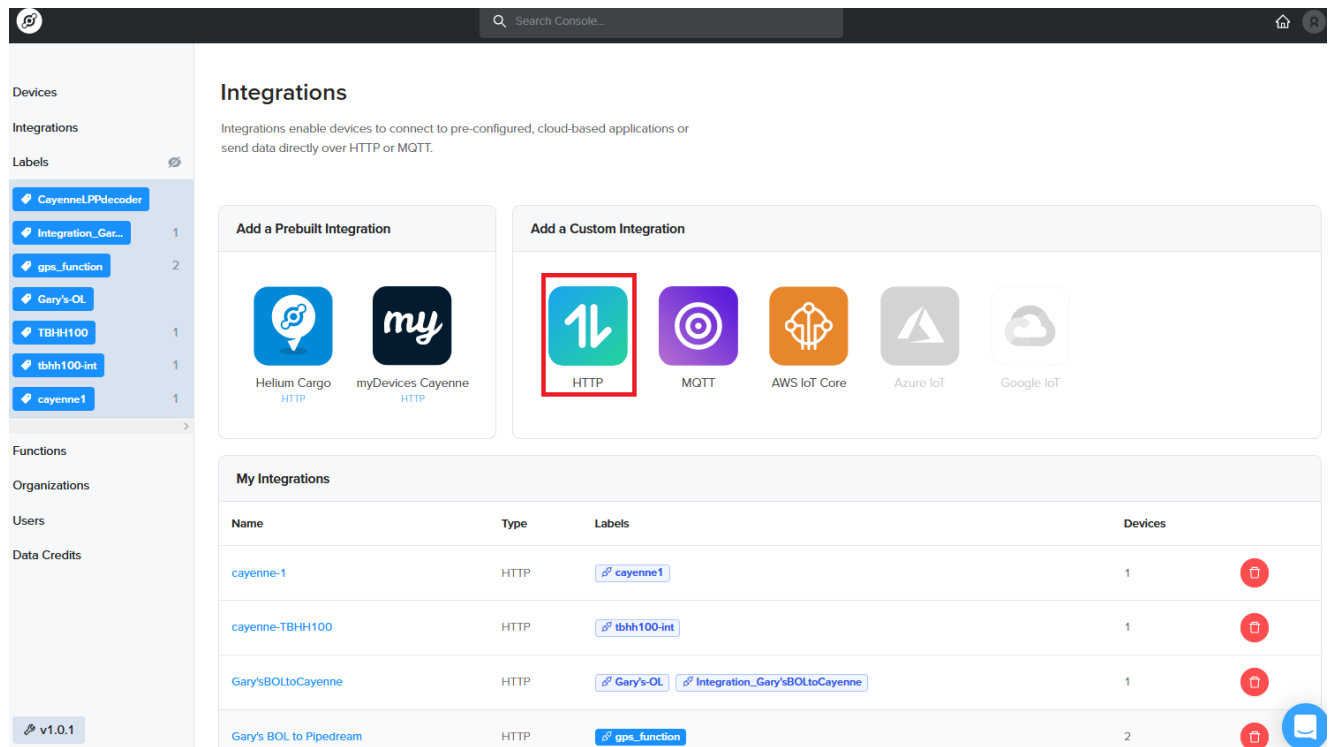 Search Console...
R
Devices
Integrations
Labels
CayenneLPPdecoder
Integration_Gar... 1
gps_function 2
Gary's-OL
TBHH100 1
tbhh100-int 1
cayenne1 1
Functions
Organizations
Users
Data Credits
v1.0.1
Integrations
Integrations enable devices to connect to pre-configured, cloud-based applications or
send data directly over HTTP or MQTT.
Add a Prebuilt Integration
my
Helium Cargo
HTTP
myDevices Cayenne
HTTP
Add a Custom Integration
HTTP
MQTT
AWS IoT Core
Azure IoT
Google IoT
My Integrations
Name Type Labels Devices
cayenne-1 HTTP cayenne1 1
cayenne-TBHH100 HTTP tbhh100-int 1
Gary'sBOLtoCayenne HTTP Gary's-OL Integration_Gary'sBOLtoCayenne 1
Gary's BOL to Pipedream HTTP gps_function 2